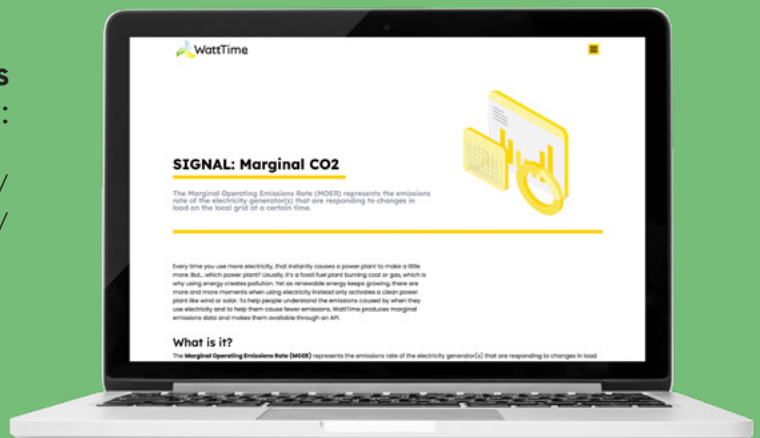 s
:
/
/
WattTime
SIGNAL: Marginal CO2
The Marginal Operating Emissions Rate (MOER) represents the emissions
rate of the electricity generator(s) that are responding to changes in
load on the local grid at a certain time.
Every time you use more electricity, that instantly causes a power plant to make a little
more. But... which power plant? Usually, it's a fossil fuel plant burning coal or gas, which is
why using energy creates pollution. Yet as renewable energy keeps growing, there are
more and more moments when using electricity instead only activates a clean power
plant like wind or solar. To help people understand the emissions caused by when they
use electricity and to help them cause fewer emissions, WattTime produces marginal
emissions data and makes them available through an API.
What is it?
The Marginal Operating Emissions Rate (MOER) represents the emissions rate of the electricity generator(s) that are responding to changes in load